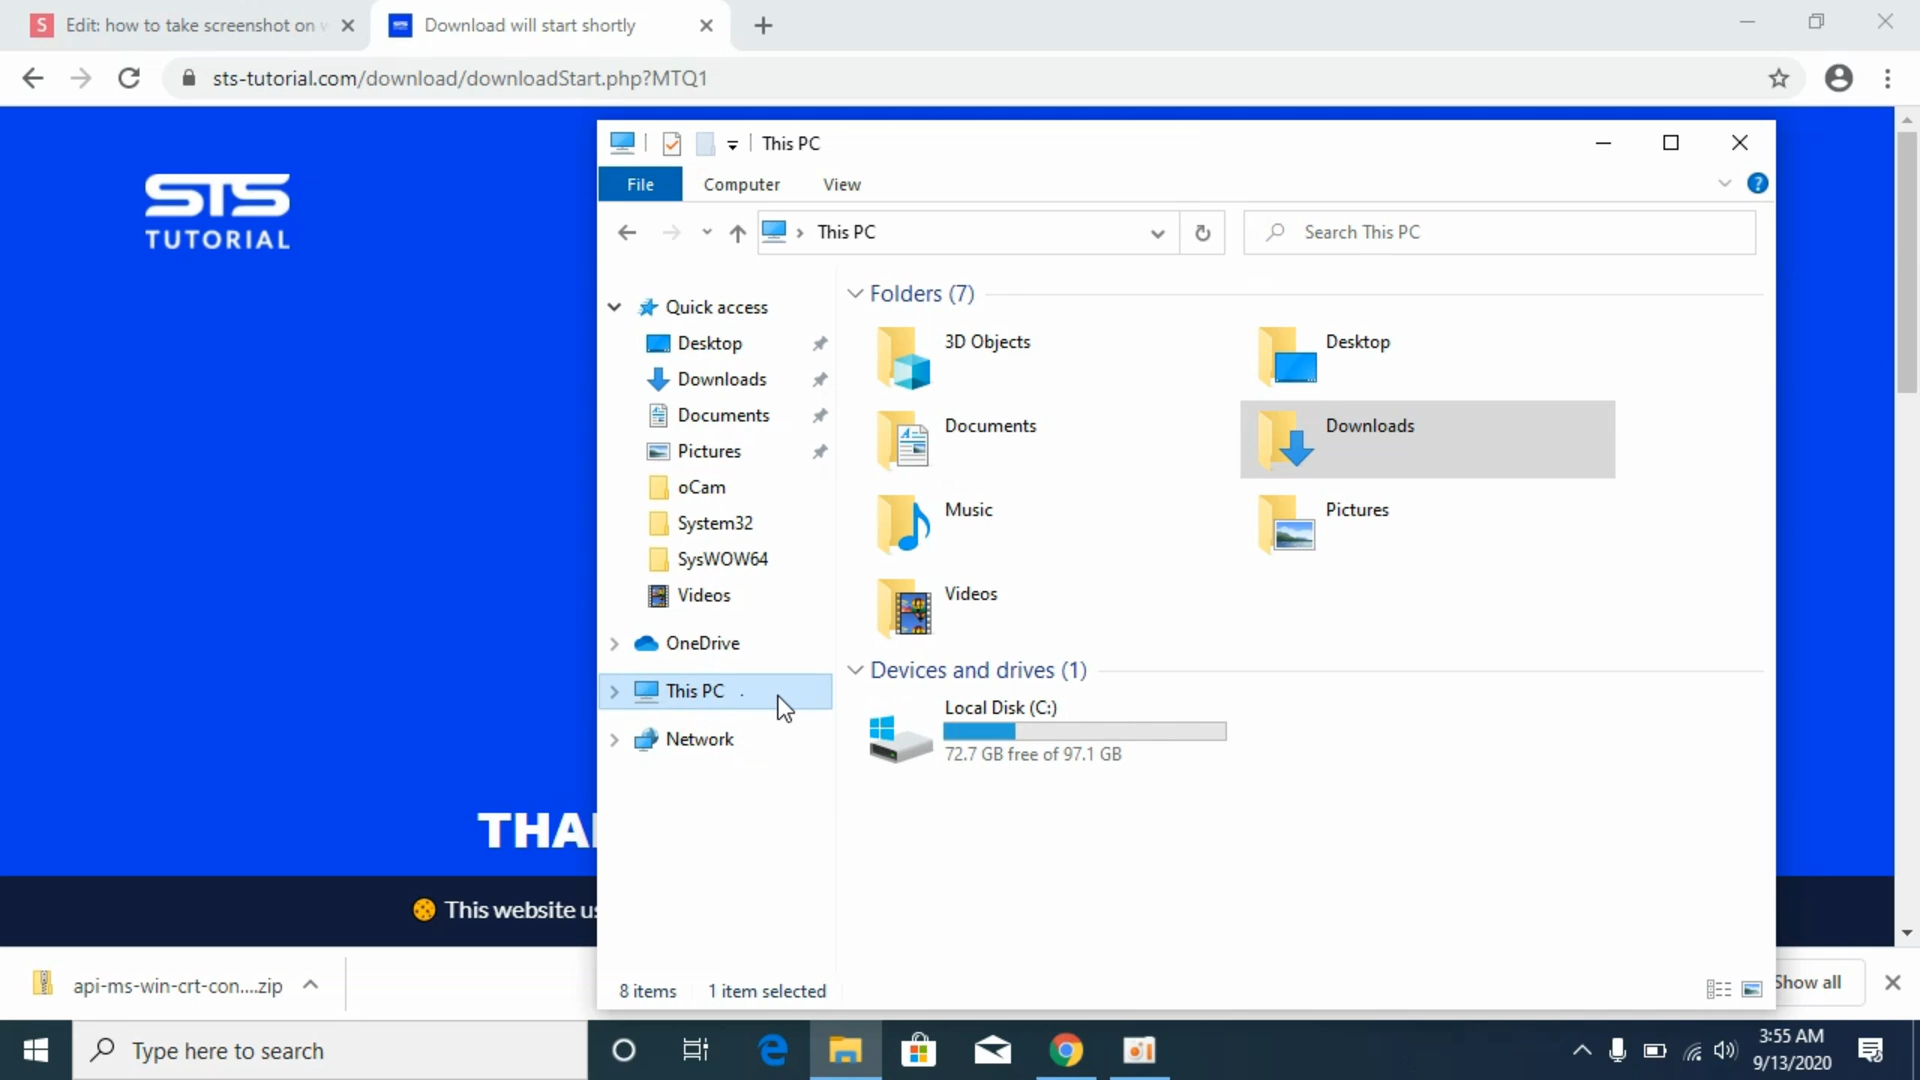 S Edit: how to take screenshot on w
STS Download will start shortly
sts-tutorial.com/download/downloadStart.php?MTQ1
STS
TUTORIAL
This PC
File Computer View
?
This PC
Search This PC
Quick access
Desktop
Downloads
Documents
Pictures
oCam
System32
SysWOW64
Videos
OneDrive
This PC
Network
Folders (7)
3D Objects
Desktop
Documents
Downloads
Music
Pictures
Videos
Devices and drives (1)
Local Disk (C:)
72.7 GB free of 97.1 GB
8 items 1 item selected
THA
This website us
api-ms-win-crt-con....zip
Show all
Type here to search
3:55 AM
9/13/2020